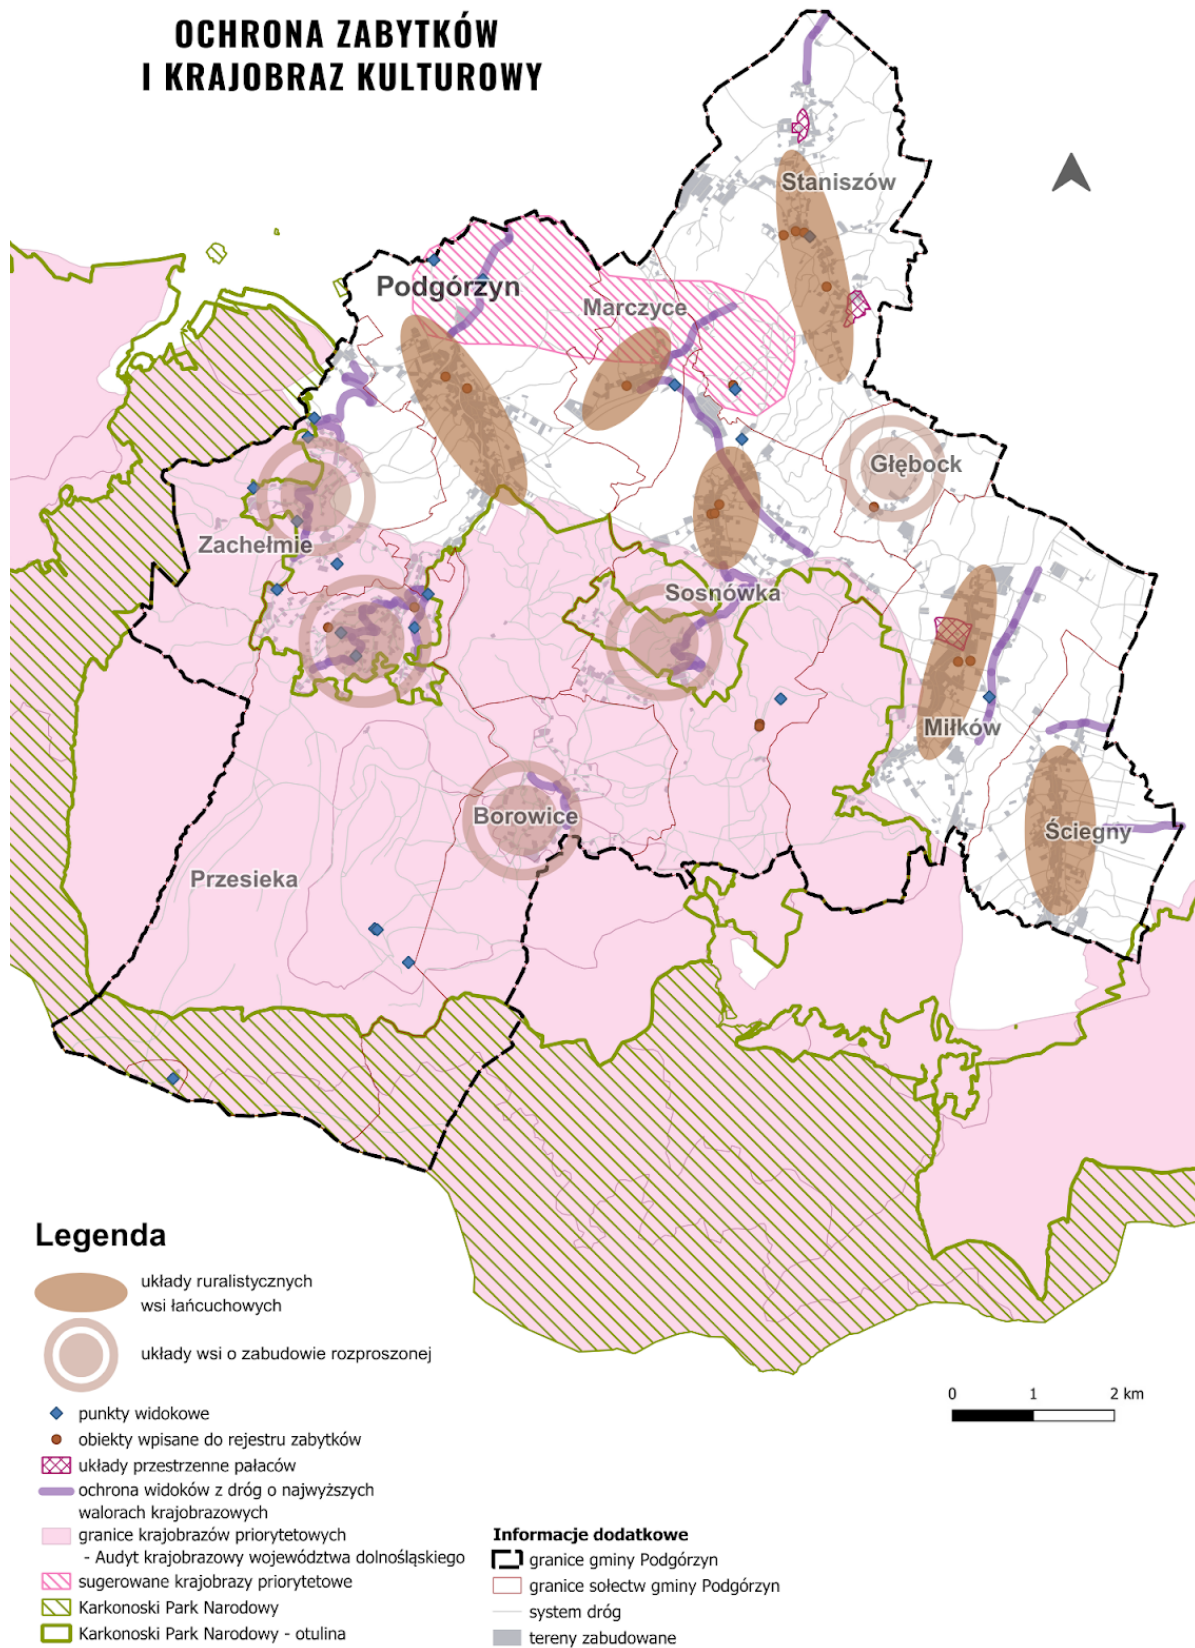 OCHRONA ZABYTKÓW
I KRAJOBRAZ KULTUROWY
Staniszów
Podgórzyn
Marczyce
Głębock
Zachełmie
Sosnówka
Miłków
Borowice
Ściegny
Przesieka
Legenda
układy ruralistycznych
wsi łańcuchowych
układy wsi o zabudowie rozproszonej
0 1 2 km
punkty widokowe
obiekty wpisane do rejestru zabytków
układy przestrzenne pałaców
ochrona widoków z dróg o najwyższych
walorach krajobrazowych
granice krajobrazów priorytetowych
- Audyt krajobrazowy województwa dolnośląskiego
sugerowane krajobrazy priorytetowe
Karkonoski Park Narodowy
Karkonoski Park Narodowy - otulina
Informacje dodatkowe
granice gminy Podgórzyn
granice sołectw gminy Podgórzyn
system dróg
tereny zabudowane